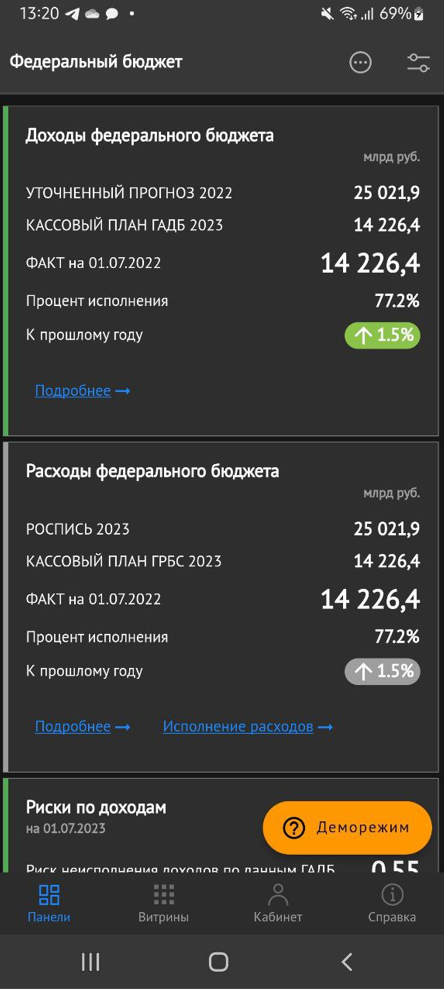 13:20 69%
Федеральный бюджет
Доходы федерального бюджета
млрд руб.
УТОЧНЕННЫЙ ПРОГНОЗ 2022 25 021,9
КАССОВЫЙ ПЛАН ГАДБ 2023 14 226,4
ФАКТ на 01.07.2022 14 226,4
Процент исполнения 77.2%
К прошлому году 1.5%
Подробнее →
Расходы федерального бюджета
млрд руб.
РОСПИСЬ 2023 25 021,9
КАССОВЫЙ ПЛАН ГРБС 2023 14 226,4
ФАКТ на 01.07.2022 14 226,4
Процент исполнения 77.2%
К прошлому году 1.5%
Подробнее → Исполнение расходов →
Риски по доходам
на 01.07.2023
Деморежим
Риск неисполнения доходов по данным ГАДБ 0,55
Панели Витрины Кабинет Справка